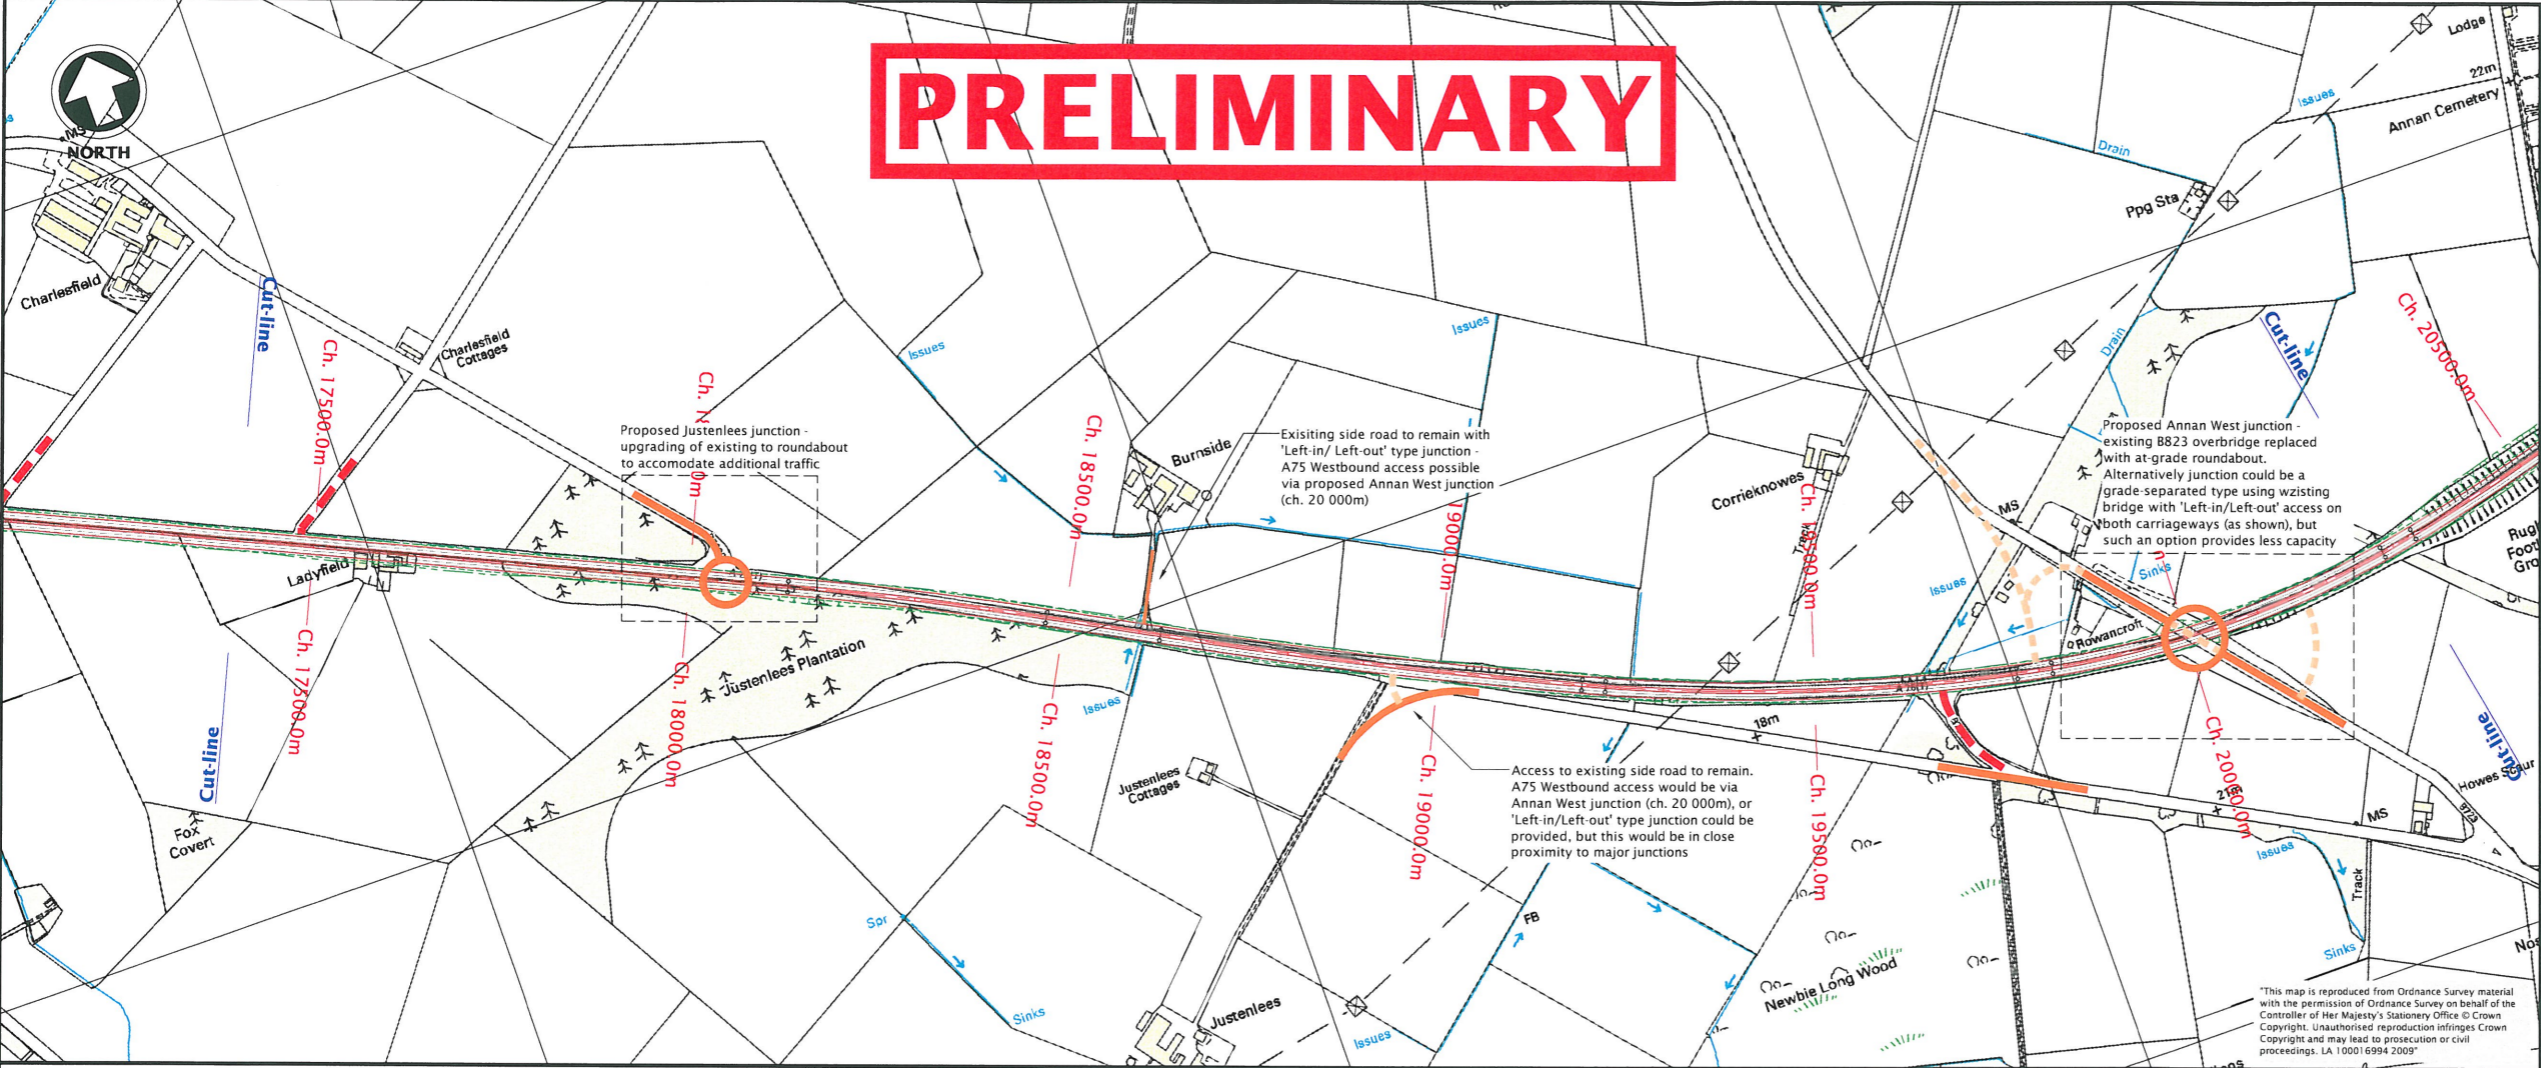 PRELIMINARY
NORTH
MS
Charlesfield
Cut-line
Ch. 17500.0m
Charlesfield
Cottages
Proposed Justenlees junction -
upgrading of existing to roundabout
to accomodate additional traffic
Issues
Ch. 18500.0m
Burnside
Exisiting side road to remain with
'Left-in/ Left-out' type junction -
A75 Westbound access possible
via proposed Annan West junction
(ch. 20 000m)
Issues
19000.0m
Corrieknowes
Track
Ch. 19500.0m
MS
Lodge
22m
Annan Cemetery
Issues
Drain
Ppg Sta
Drain
Cut-line
Ch. 20500.0m
Proposed Annan West junction -
existing B823 overbridge replaced
with at-grade roundabout.
Alternatively junction could be a
grade-separated type using wzisting
bridge with 'Left-in/Left-out' access on
both carriageways (as shown), but
such an option provides less capacity
Sinks
Issues
Rowancroft
Ladyfield
Ch. 17500.0m
Cut-line
Fox
Covert
Ch. 18000.0m
Justenlees Plantation
Ch. 18500.0m
Issues
Justenlees
Cottages
Ch. 19000.0m
Access to existing side road to remain.
A75 Westbound access would be via
Annan West junction (ch. 20 000m), or
'Left-in/Left-out' type junction could be
provided, but this would be in close
proximity to major junctions
18m
Ch. 19500.0m
21m
Ch. 20000.0m
Cut-line
Howes Scaur
MS
Issues
Track
Sinks
Spr
Sinks
Justenlees
Issues
FB
Newbie Long Wood
"This map is reproduced from Ordnance Survey material
with the permission of Ordnance Survey on behalf of the
Controller of Her Majesty's Stationery Office © Crown
Copyright. Unauthorised reproduction infringes Crown
Copyright and may lead to prosecution or civil
proceedings. LA 100016994 2009"